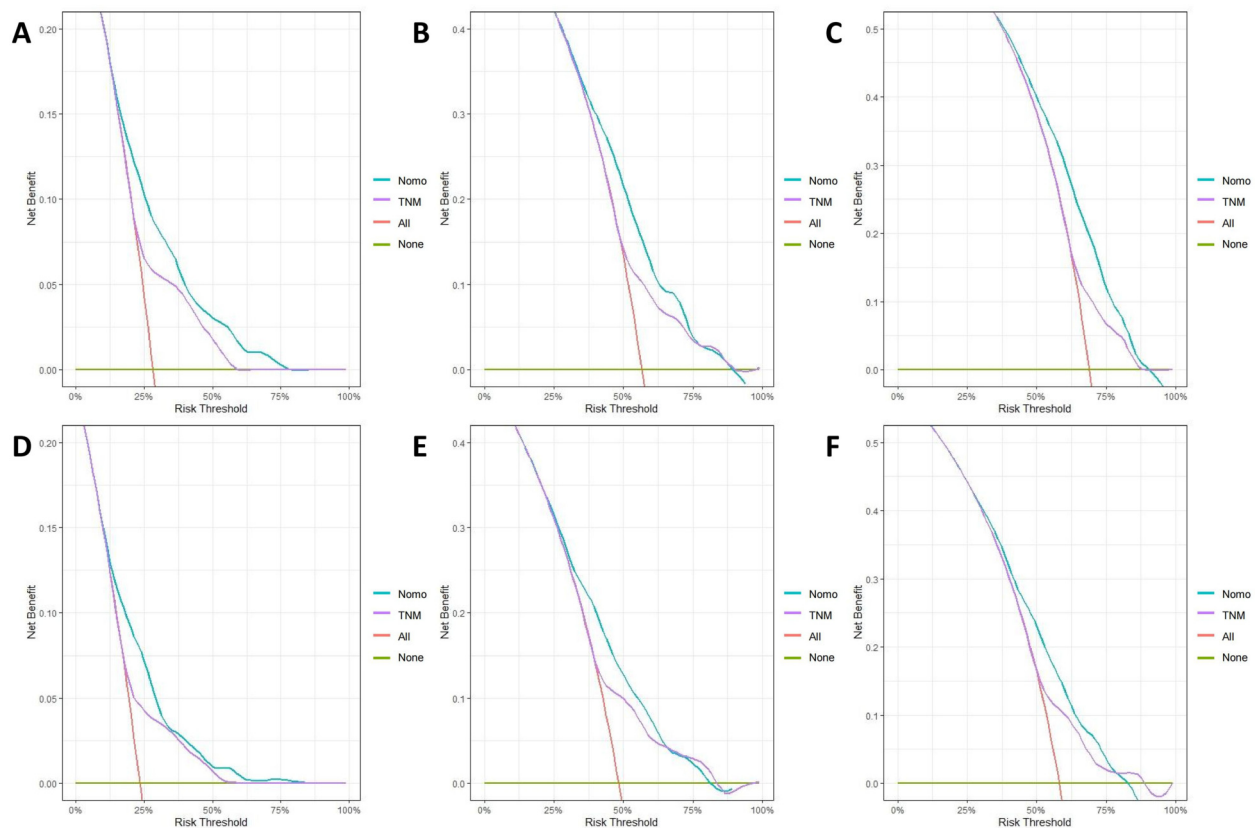 A
0.20
0.15
0.10
0.05
0.00
Net Benefit
0%
25%
50%
75%
100%
Risk Threshold
Nomo
TNM
All
None
B
0.4
0.3
0.2
0.1
0.0
Net Benefit
0%
25%
50%
75%
100%
Risk Threshold
Nomo
TNM
All
None
C
0.5
0.4
0.3
0.2
0.1
0.0
Net Benefit
0%
25%
50%
75%
100%
Risk Threshold
Nomo
TNM
All
None
D
0.20
0.15
0.10
0.05
0.00
Net Benefit
0%
25%
50%
75%
100%
Risk Threshold
Nomo
TNM
All
None
E
0.4
0.3
0.2
0.1
0.0
Net Benefit
0%
25%
50%
75%
100%
Risk Threshold
Nomo
TNM
All
None
F
0.5
0.4
0.3
0.2
0.1
0.0
Net Benefit
0%
25%
50%
75%
100%
Risk Threshold
Nomo
TNM
All
None